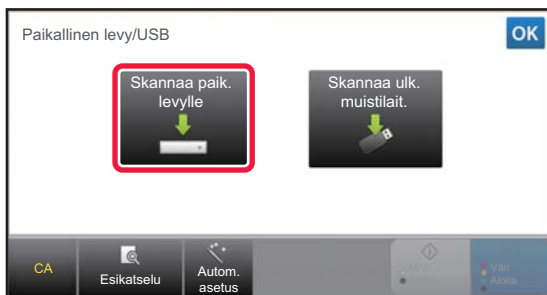 Paikallinen levy/USB
OK
Skannaa paik.
levylle
Skannaa ulk.
muistilait.
CA
Esikatselu
Autom.
asetus
Väri
Aloita